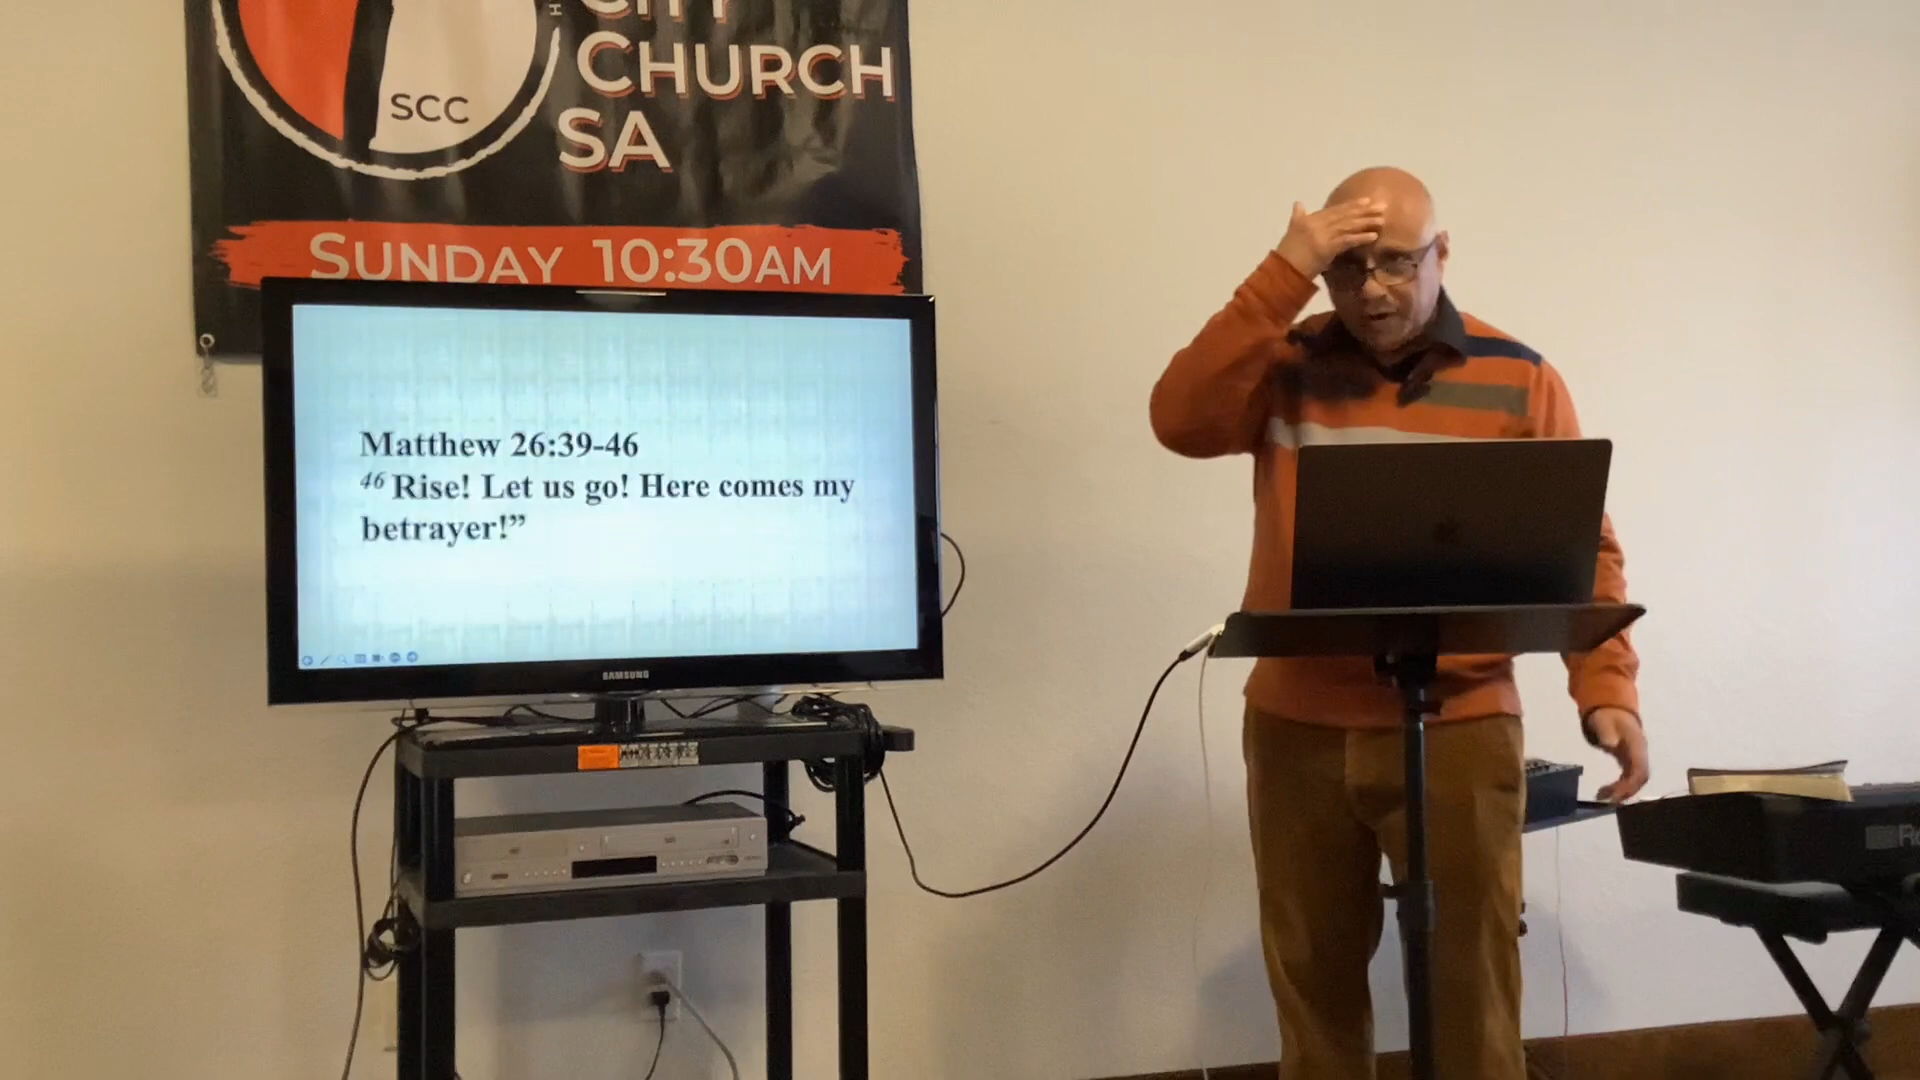 CITY
CHURCH
SA
SCC
SUNDAY 10:30AM
Matthew 26:39-46
46 Rise! Let us go! Here comes my
betrayer!”
SAMSUNG